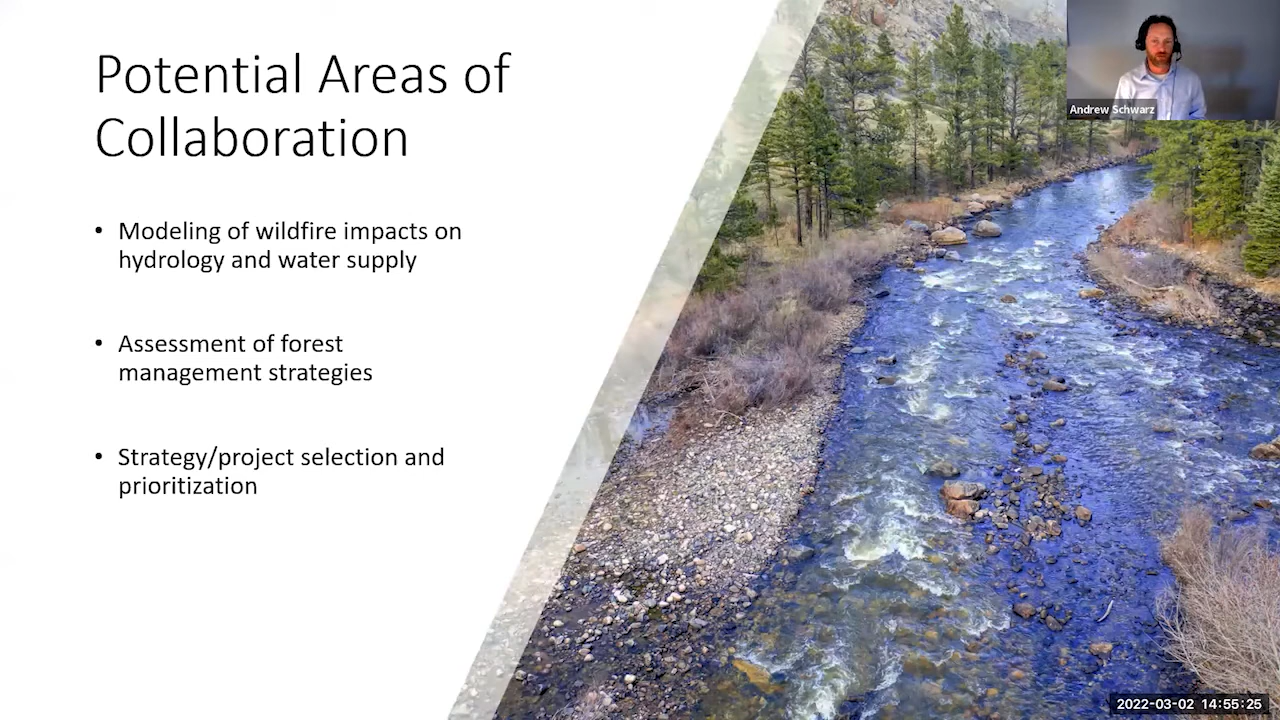 Potential Areas of
Collaboration
• Modeling of wildfire impacts on
hydrology and water supply
• Assessment of forest
management strategies
• Strategy/project selection and
prioritization
Andrew Schwarz
2022-03-02 14:55:25